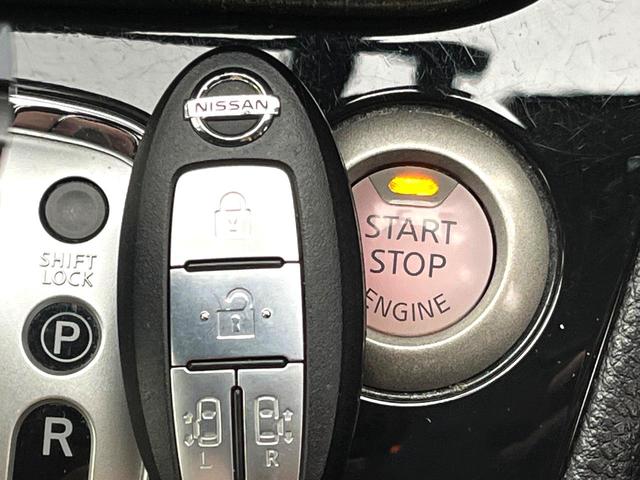 NISSAN
START
STOP
ENGINE
SHIFT
LOCK
P
R
L
R